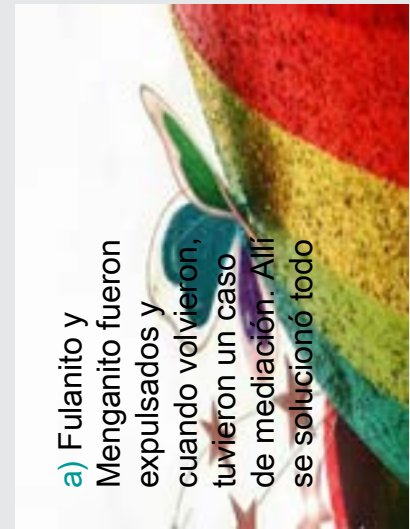 a) Fulanito y
Menganito fueron
expulsados y
cuando volvieron,
tuvieron un caso
de mediación. Allí
se solucionó todo